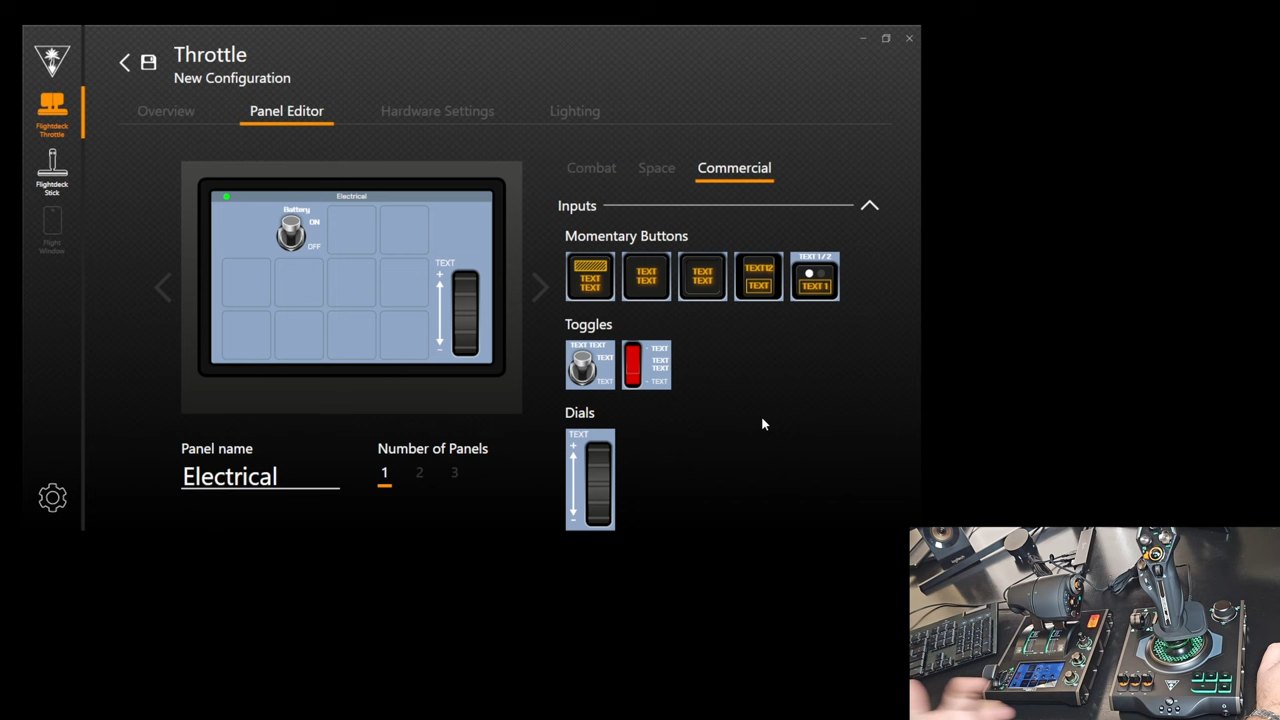 Throttle
New Configuration
Overview
Panel Editor
Hardware Settings
Lighting
Flightdeck
Throttle
Flightdeck
Stick
Flight
Window
Electrical
Battery
ON
OFF
TEXT
+
-
Panel name
Electrical
Number of Panels
1 2 3
Combat
Space
Commercial
Inputs
Momentary Buttons
TEXT
TEXT
TEXT
TEXT
TEXT
TEXT
TEXT12
TEXT
TEXT 1/2
TEXT 1
Toggles
TEXT TEXT
TEXT
TEXT
- TEXT
TEXT
TEXT
- TEXT
Dials
TEXT
+
-